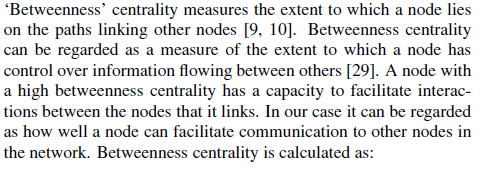 ‘Betweenness’ centrality measures the extent to which a node lies
on the paths linking other nodes [9, 10]. Betweenness centrality
can be regarded as a measure of the extent to which a node has
control over information flowing between others [29]. A node with
a high betweenness centrality has a capacity to facilitate interac-
tions between the nodes that it links. In our case it can be regarded
as how well a node can facilitate communication to other nodes in
the network. Betweenness centrality is calculated as: